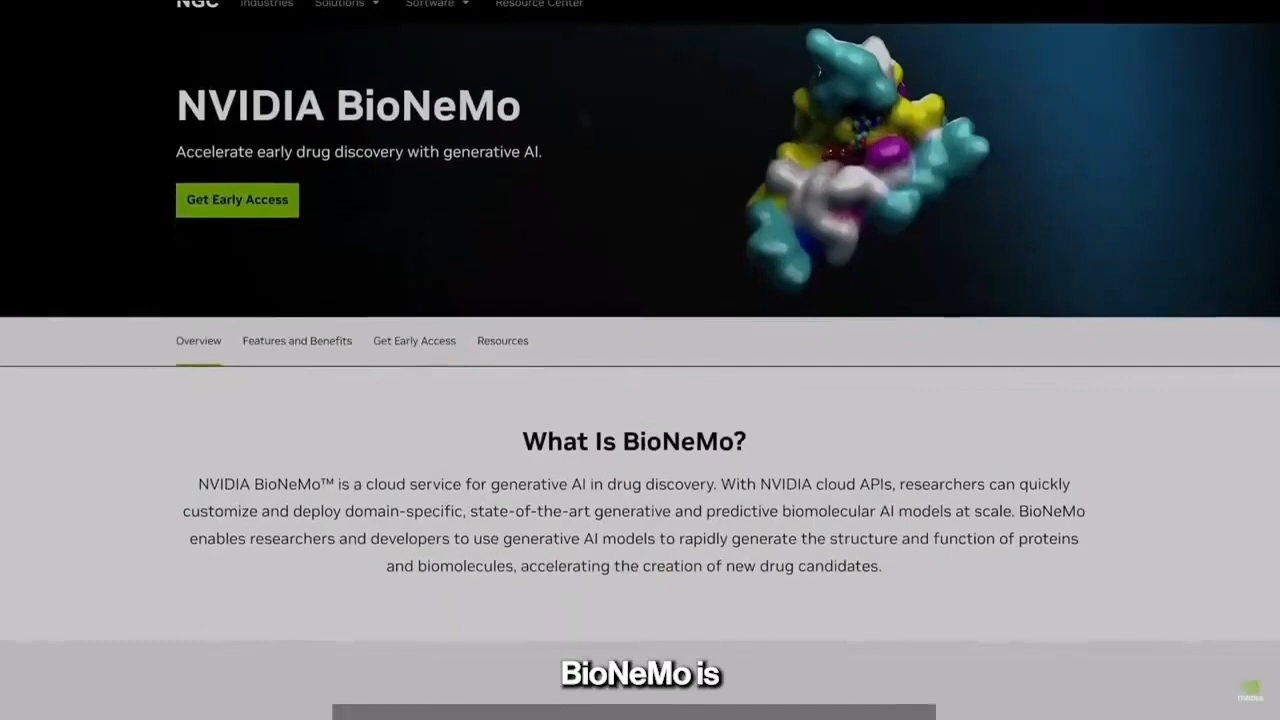 NGC Industries Solutions Software Resource Center
NVIDIA BioNeMo
Accelerate early drug discovery with generative AI.
Get Early Access
Overview Features and Benefits Get Early Access Resources
What Is BioNeMo?
NVIDIA BioNeMo™ is a cloud service for generative AI in drug discovery. With NVIDIA cloud APIs, researchers can quickly
customize and deploy domain-specific, state-of-the-art generative and predictive biomolecular AI models at scale. BioNeMo
enables researchers and developers to use generative AI models to rapidly generate the structure and function of proteins
and biomolecules, accelerating the creation of new drug candidates.
BioNeMo is
NVIDIA